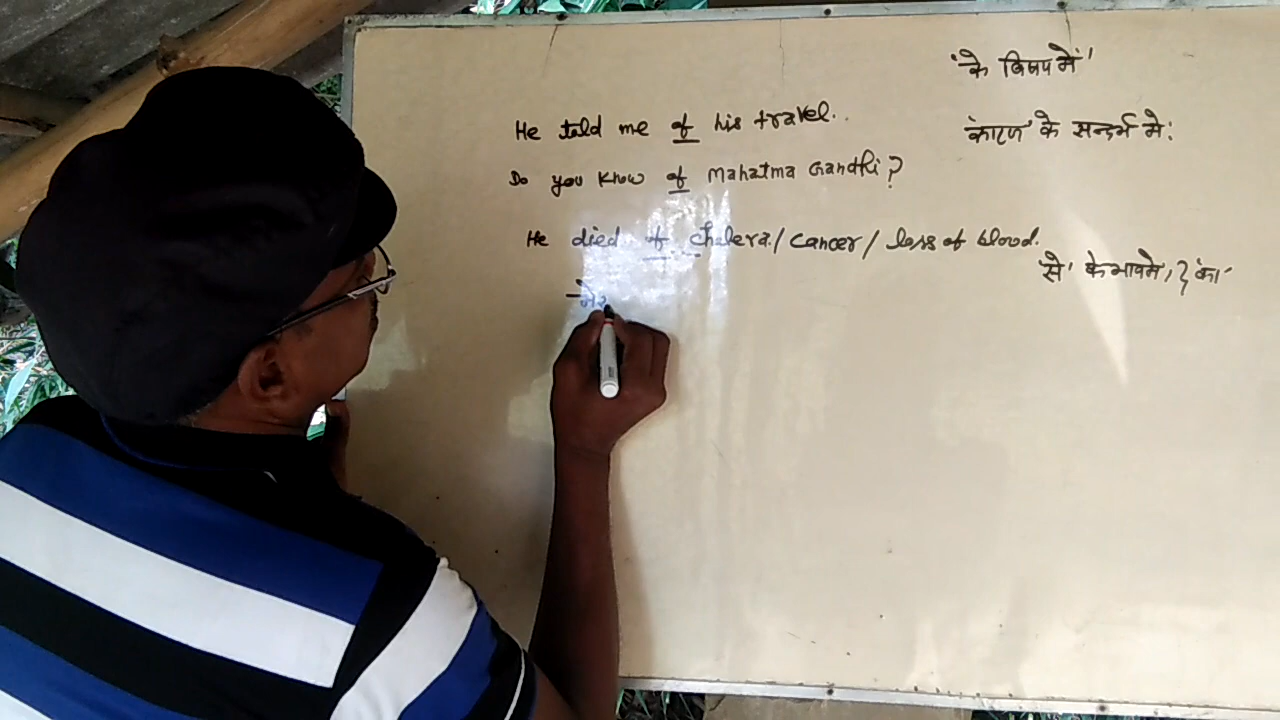 'के विषय में'
He told me of his travel.
'कारण' के सन्दर्भ मे:
Do you know of Mahatma Gandhi?
He died of cholera/cancer/loss of blood.
से' के भाव मे, 'का'